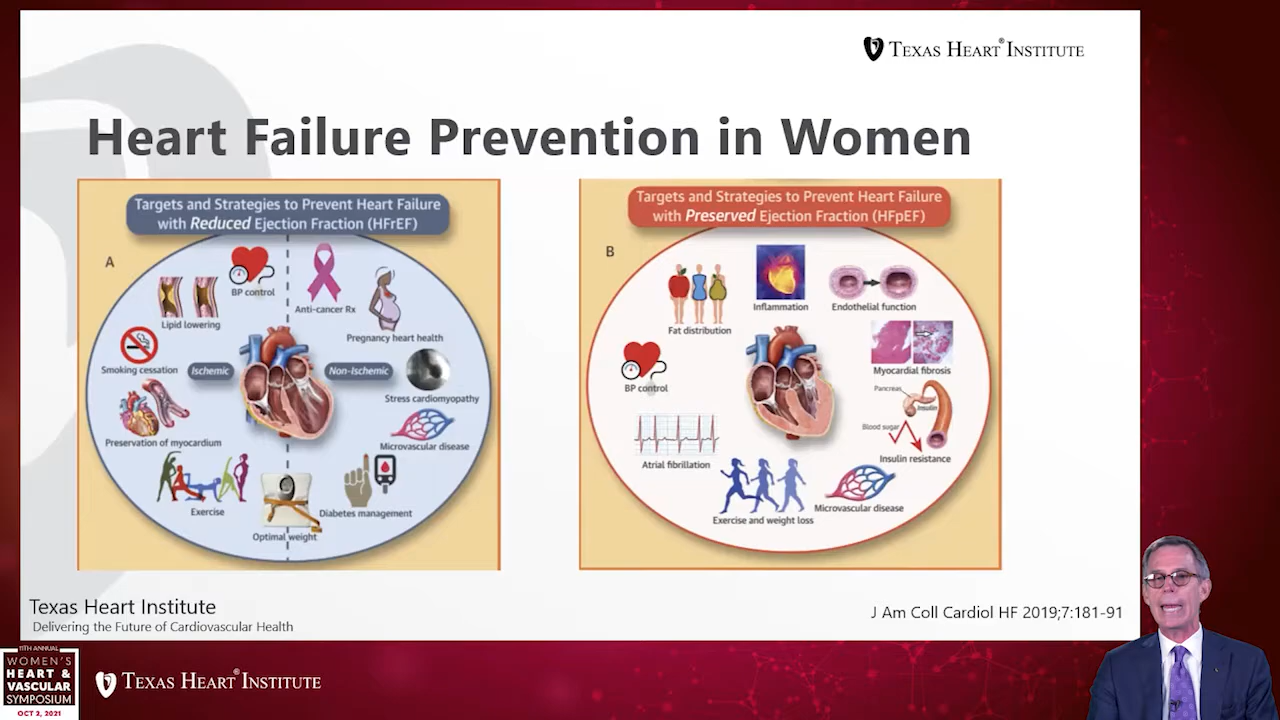 TEXAS HEART® INSTITUTE
Heart Failure Prevention in Women
Targets and Strategies to Prevent Heart Failure
with Reduced Ejection Fraction (HFrEF)
A
BP control
Anti-cancer Rx
Lipid lowering
Pregnancy heart health
Smoking cessation
Ischemic
Non-Ischemic
Stress cardiomyopathy
Preservation of myocardium
Microvascular disease
Exercise
Diabetes management
Optimal weight
Targets and Strategies to Prevent Heart Failure
with Preserved Ejection Fraction (HFpEF)
B
Fat distribution
Inflammation
Endothelial function
BP control
Myocardial fibrosis
Pancreas
Insulin
Blood sugar
Insulin resistance
Atrial fibrillation
Microvascular disease
Exercise and weight loss
Texas Heart Institute
Delivering the Future of Cardiovascular Health
J Am Coll Cardiol HF 2019;7:181-91
11TH ANNUAL
WOMEN'S
HEART &
VASCULAR
SYMPOSIUM
OCT 2, 2021
TEXAS HEART® INSTITUTE